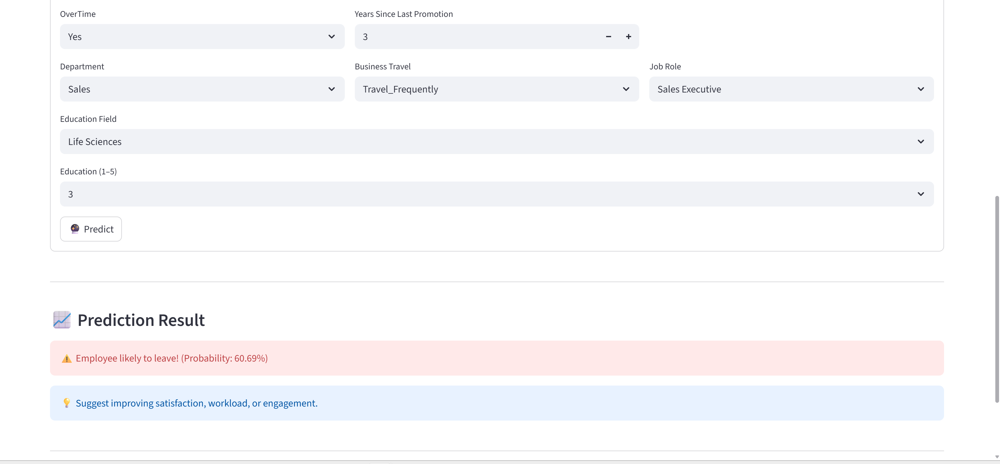 OverTime
Years Since Last Promotion
Yes
3
Department
Business Travel
Job Role
Sales
Travel_Frequently
Sales Executive
Education Field
Life Sciences
Education (1–5)
3
Predict
Prediction Result
Employee likely to leave! (Probability: 60.69%)
Suggest improving satisfaction, workload, or engagement.